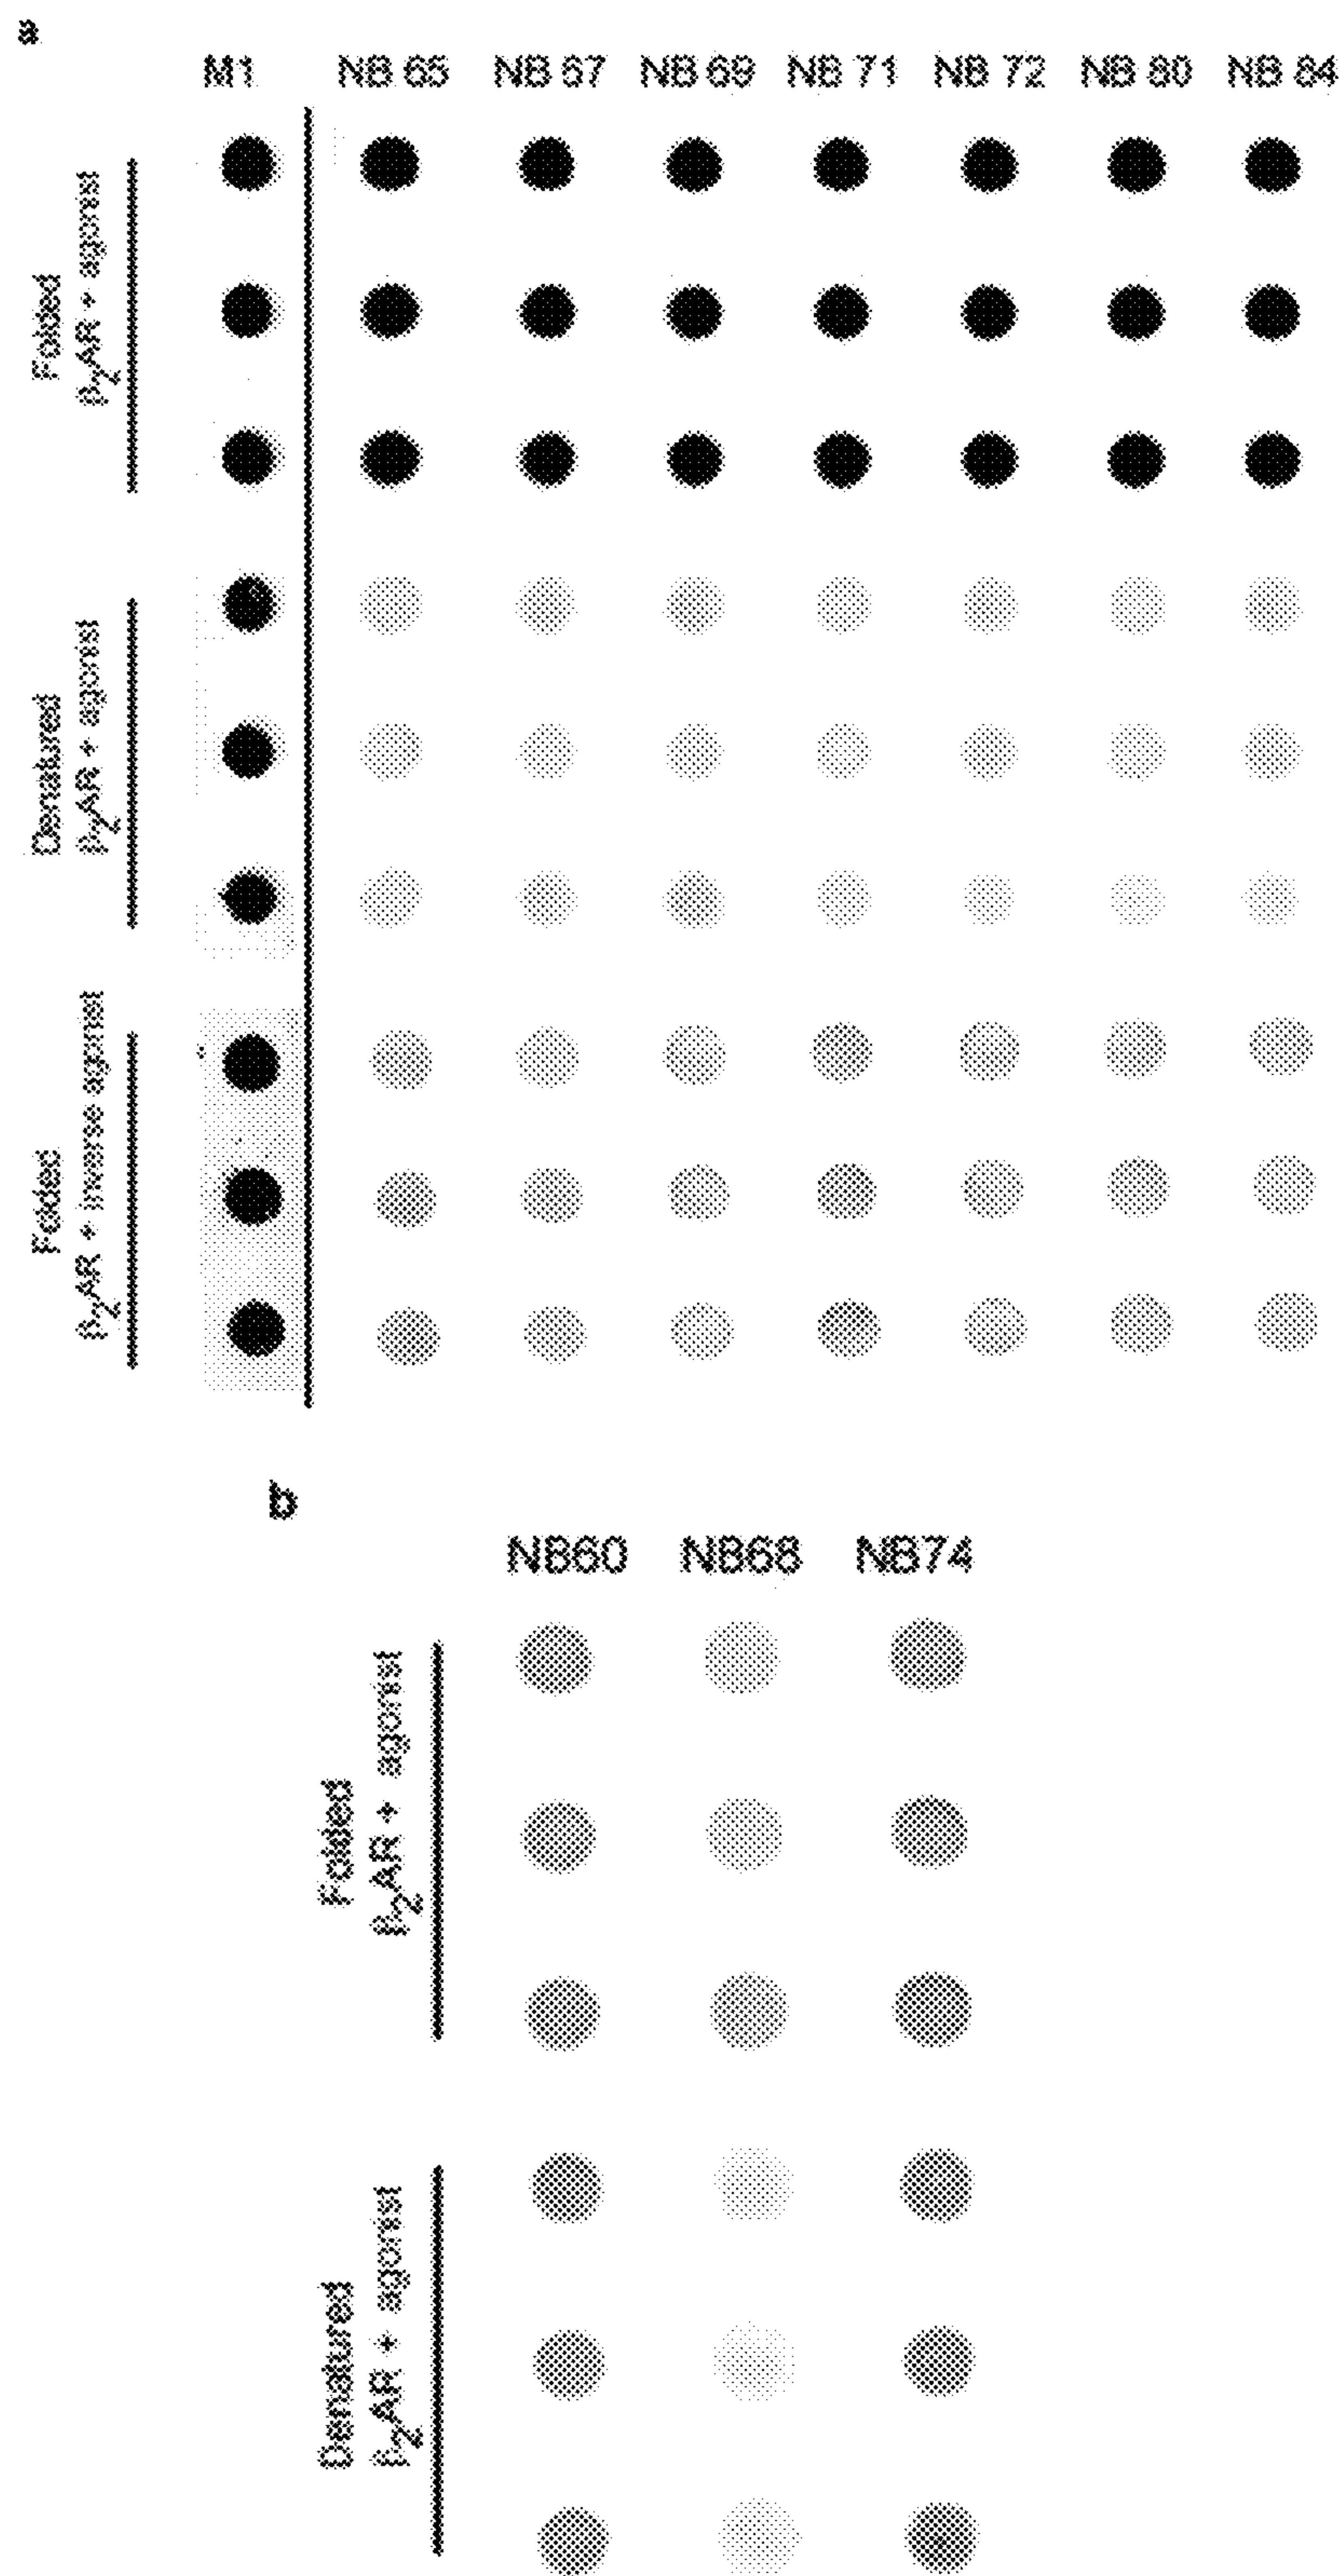 a
M1 NB 65 NB 67 NB 69 NB 71 NB 72 NB 80 NB 84
Folded
β2AR + agonist
Denatured
β2AR + agonist
Folded
β2AR + inverse agonist
b
NB60 NB68 NB74
Folded
β2AR + agonist
Denatured
β2AR + agonist